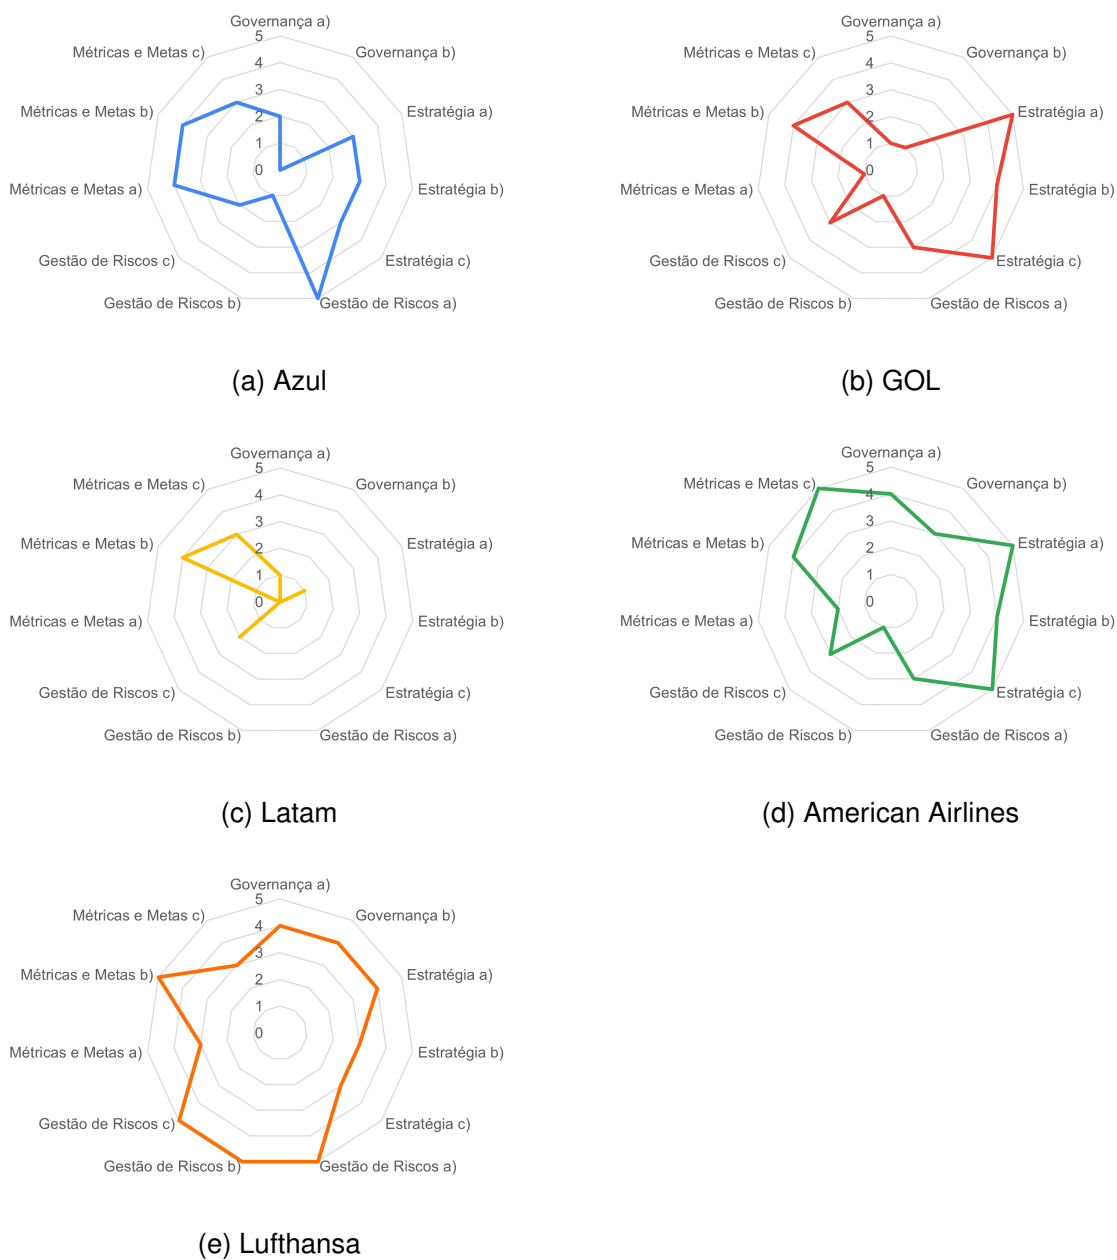 Governança a)
Governança b)
Estratégia a)
Estratégia b)
Estratégia c)
Gestão de Riscos a)
Gestão de Riscos b)
Gestão de Riscos c)
Métricas e Metas a)
Métricas e Metas b)
Métricas e Metas c)
5
4
3
2
1
0
(a) Azul
Governança a)
Governança b)
Estratégia a)
Estratégia b)
Estratégia c)
Gestão de Riscos a)
Gestão de Riscos b)
Gestão de Riscos c)
Métricas e Metas a)
Métricas e Metas b)
Métricas e Metas c)
5
4
3
2
1
0
(b) GOL
Governança a)
Governança b)
Estratégia a)
Estratégia b)
Estratégia c)
Gestão de Riscos a)
Gestão de Riscos b)
Gestão de Riscos c)
Métricas e Metas a)
Métricas e Metas b)
Métricas e Metas c)
5
4
3
2
1
0
(c) Latam
Governança a)
Governança b)
Estratégia a)
Estratégia b)
Estratégia c)
Gestão de Riscos a)
Gestão de Riscos b)
Gestão de Riscos c)
Métricas e Metas a)
Métricas e Metas b)
Métricas e Metas c)
5
4
3
2
1
0
(d) American Airlines
Governança a)
Governança b)
Estratégia a)
Estratégia b)
Estratégia c)
Gestão de Riscos a)
Gestão de Riscos b)
Gestão de Riscos c)
Métricas e Metas a)
Métricas e Metas b)
Métricas e Metas c)
5
4
3
2
1
0
(e) Lufthansa